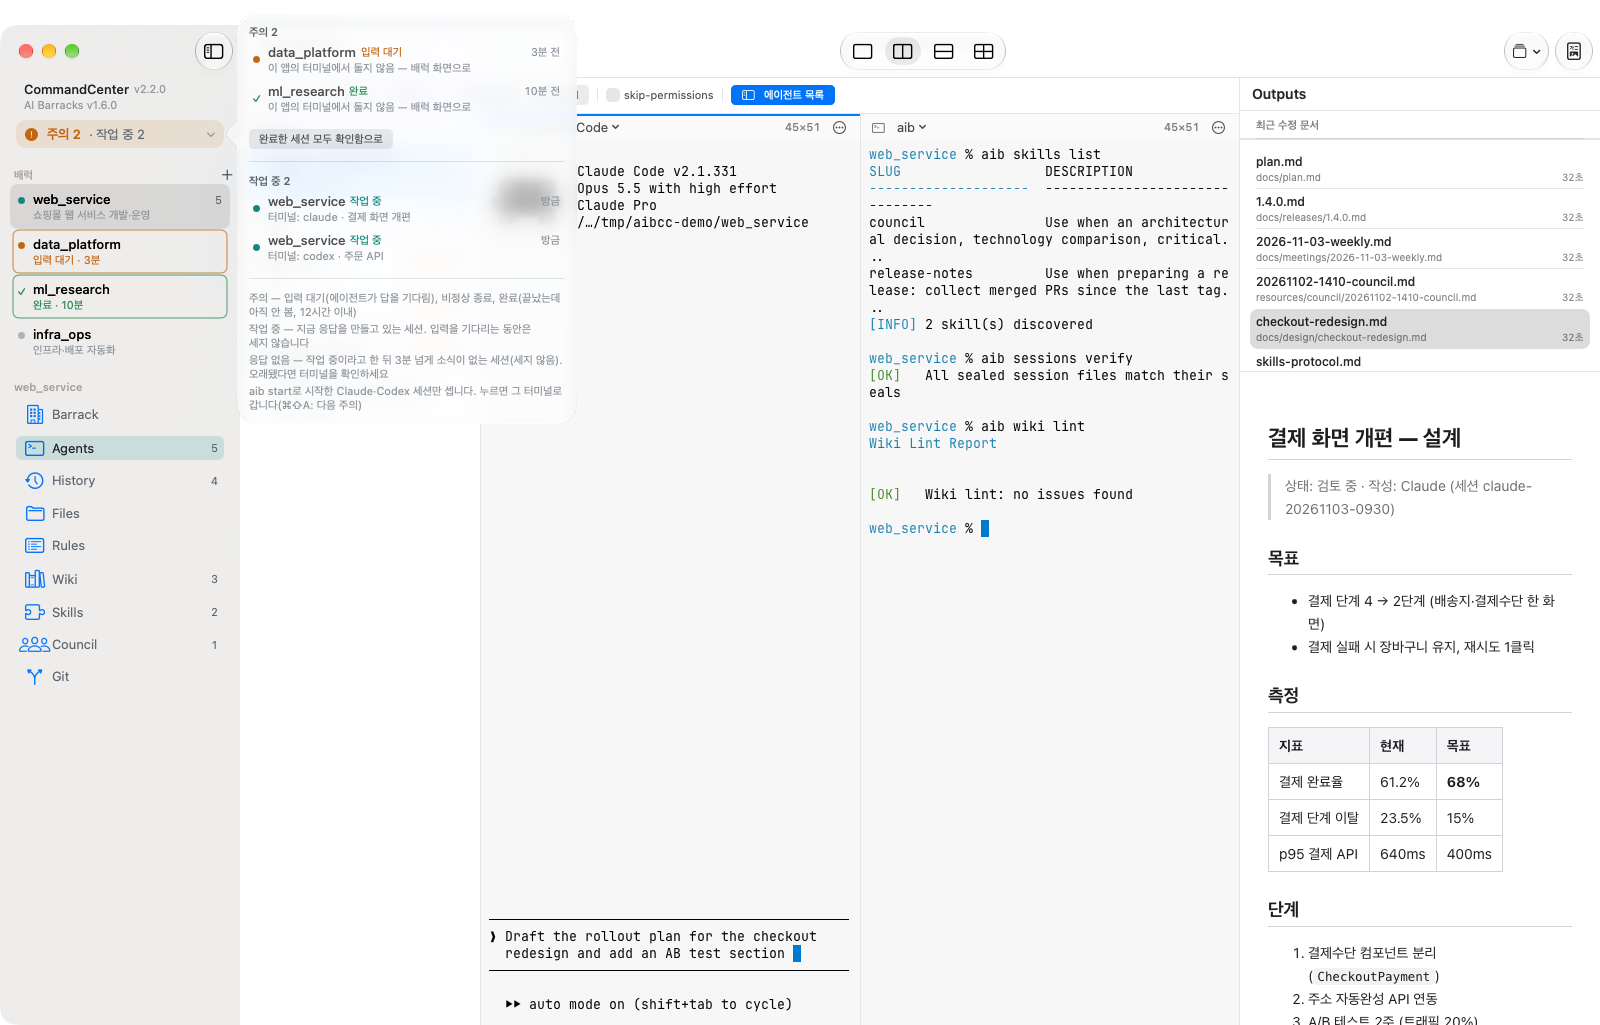 CommandCenter v2.2.0
AI Barracks v1.6.0
주의 2 · 작업 중 2
배럭
web_service 5
쇼핑몰 웹 서비스 개발·운영
data_platform
입력 대기 · 3분
ml_research
완료 · 10분
infra_ops
인프라·배포 자동화
web_service
Barrack
Agents 5
History 4
Files
Rules
Wiki 3
Skills 2
Council 1
Git
주의 2
data_platform 입력 대기 3분 전
이 앱의 터미널에서 돌지 않음 — 배럭 화면으로
ml_research 완료 10분 전
이 앱의 터미널에서 돌지 않음 — 배럭 화면으로
완료한 세션 모두 확인함으로
작업 중 2
web_service 작업 중 방금
터미널: claude · 결제 화면 개편
web_service 작업 중 방금
터미널: codex · 주문 API
주의 — 입력 대기(에이전트가 답을 기다림), 비정상 종료, 완료(끝났는데
아직 안 봄, 12시간 이내)
작업 중 — 지금 응답을 만들고 있는 세션. 입력을 기다리는 동안은
세지 않습니다
응답 없음 — 작업 중이라고 한 뒤 3분 넘게 소식이 없는 세션(세지 않음).
오래됐다면 터미널을 확인하세요
aib start로 시작한 Claude·Codex 세션만 셉니다. 누르면 그 터미널로
갑니다(⌘⇧A: 다음 주의)
skip-permissions
에이전트 목록
Code 45×51
Claude Code v2.1.331
Opus 5.5 with high effort
Claude Pro
/…/tmp/aibcc-demo/web_service
❯ Draft the rollout plan for the checkout
redesign and add an AB test section
⏵⏵ auto mode on (shift+tab to cycle)
aib 45×51
web_service % aib skills list
SLUG DESCRIPTION
-------------------- -----------------------
--------
council Use when an architectur
al decision, technology comparison, critical.
..
release-notes Use when preparing a re
lease: collect merged PRs since the last tag.
..
[INFO] 2 skill(s) discovered
web_service % aib sessions verify
[OK] All sealed session files match their s
eals
web_service % aib wiki lint
Wiki Lint Report
[OK] Wiki lint: no issues found
web_service %
Outputs
최근 수정 문서
plan.md
docs/plan.md 32초
1.4.0.md
docs/releases/1.4.0.md 32초
2026-11-03-weekly.md
docs/meetings/2026-11-03-weekly.md 32초
20261102-1410-council.md
resources/council/20261102-1410-council.md 32초
checkout-redesign.md
docs/design/checkout-redesign.md 32초
skills-protocol.md
결제 화면 개편 — 설계
상태: 검토 중 · 작성: Claude (세션 claude-
20261103-0930)
목표
• 결제 단계 4 → 2단계 (배송지·결제수단 한 화
면)
• 결제 실패 시 장바구니 유지, 재시도 1클릭
측정
지표 현재 목표
결제 완료율 61.2% 68%
결제 단계 이탈 23.5% 15%
p95 결제 API 640ms 400ms
단계
1. 결제수단 컴포넌트 분리
(CheckoutPayment)
2. 주소 자동완성 API 연동
3. A/B 테스트 2주 (트래픽 20%)